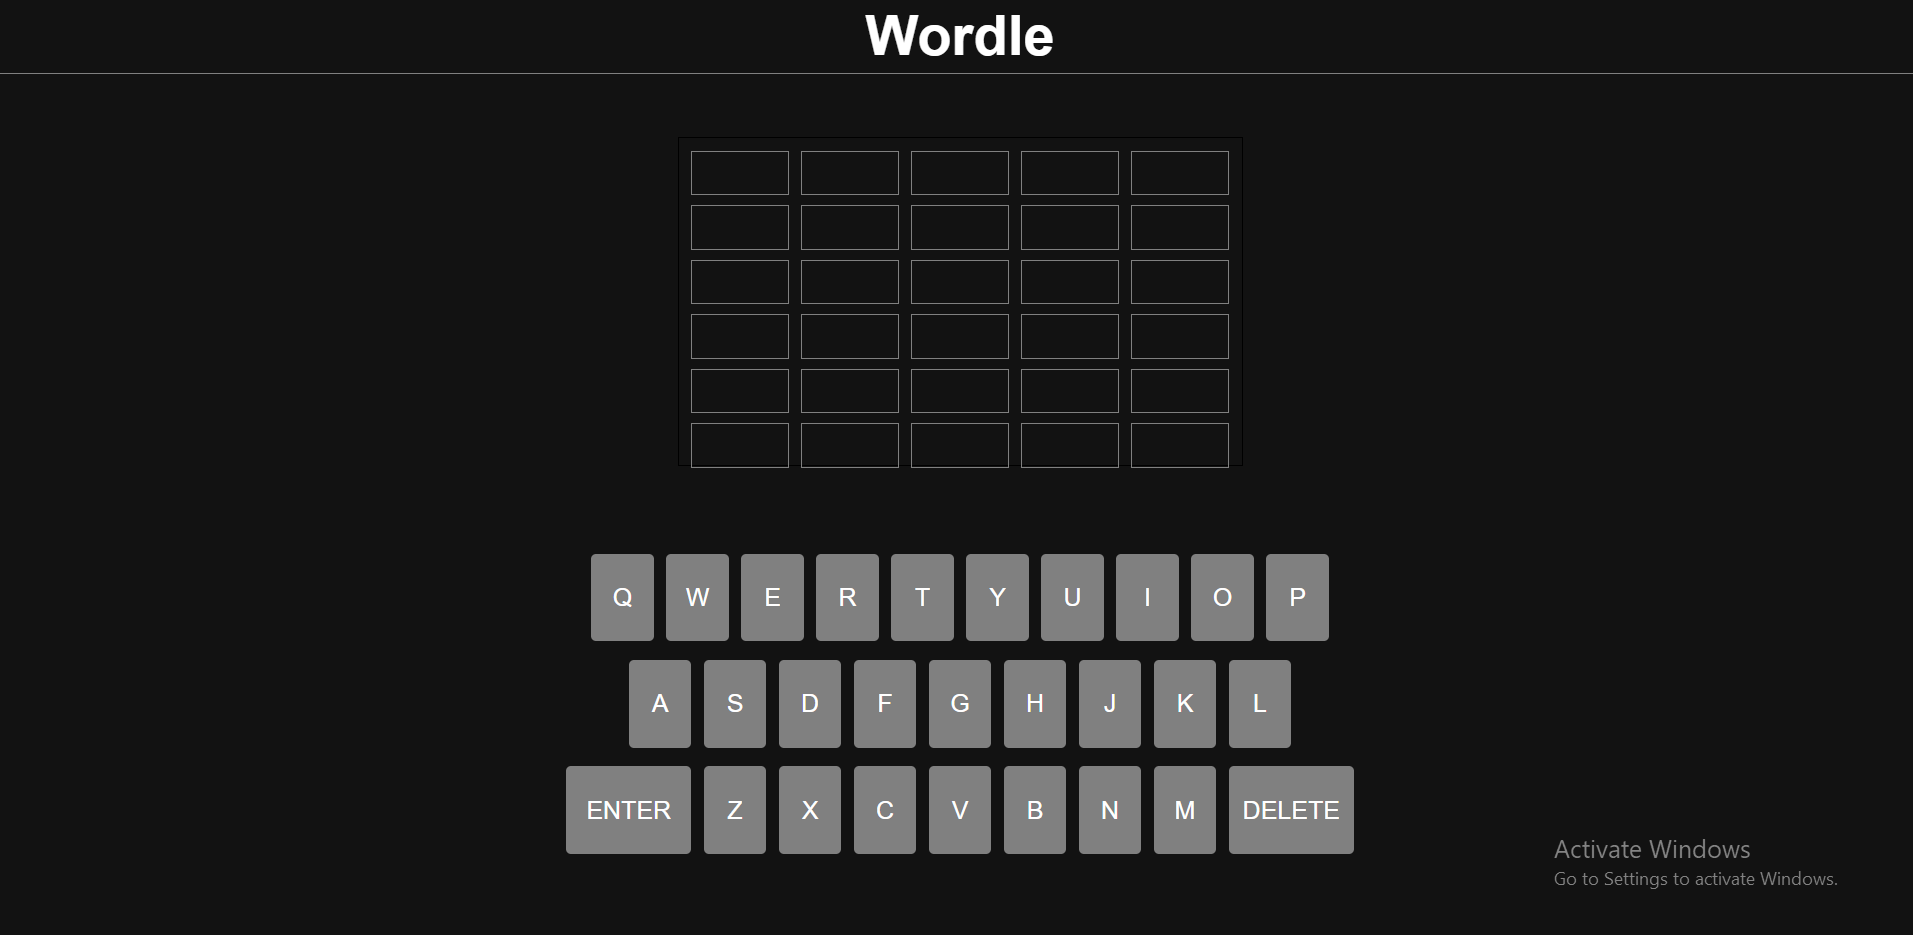 Wordle
Q W E R T Y U I O P
A S D F G H J K L
ENTER Z X C V B N M DELETE
Activate Windows
Go to Settings to activate Windows.